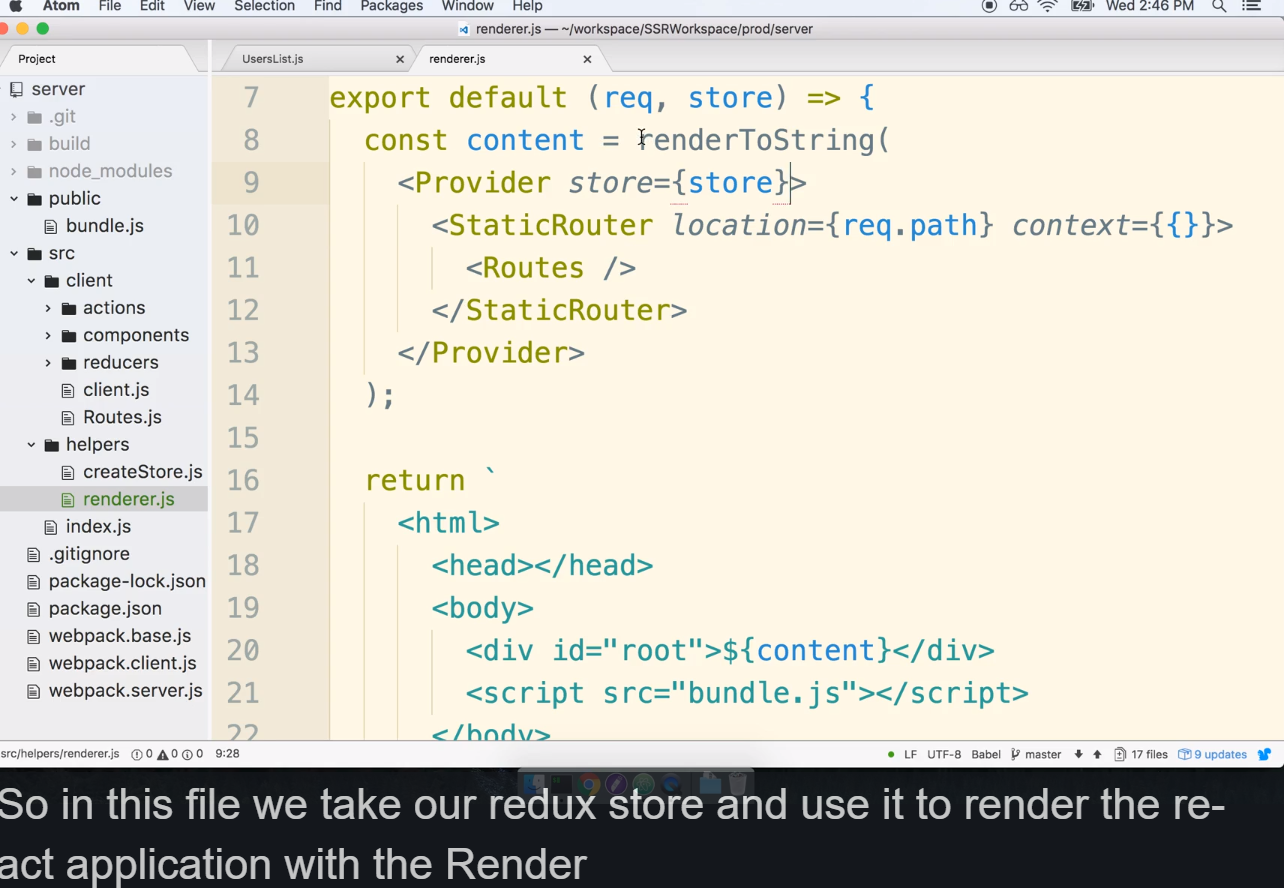 Atom File Edit View Selection Find Packages Window Help Wed 2:46 PM
renderer.js — ~/workspace/SSRWorkspace/prod/server
Project
UsersList.js
renderer.js
server
.git
build
node_modules
public
bundle.js
src
client
actions
components
reducers
client.js
Routes.js
helpers
createStore.js
renderer.js
index.js
.gitignore
package-lock.json
package.json
webpack.base.js
webpack.client.js
webpack.server.js
7 export default (req, store) => {
8 const content = renderToString(
9 <Provider store={store}>
10 <StaticRouter location={req.path} context={{}}>
11 <Routes />
12 </StaticRouter>
13 </Provider>
14 );
15
16 return `
17 <html>
18 <head></head>
19 <body>
20 <div id="root">${content}</div>
21 <script src="bundle.js"></script>
22 </body>
src/helpers/renderer.js 0 0 0 9:28 LF UTF-8 Babel master 17 files 9 updates
So in this file we take our redux store and use it to render the re-
act application with the Render